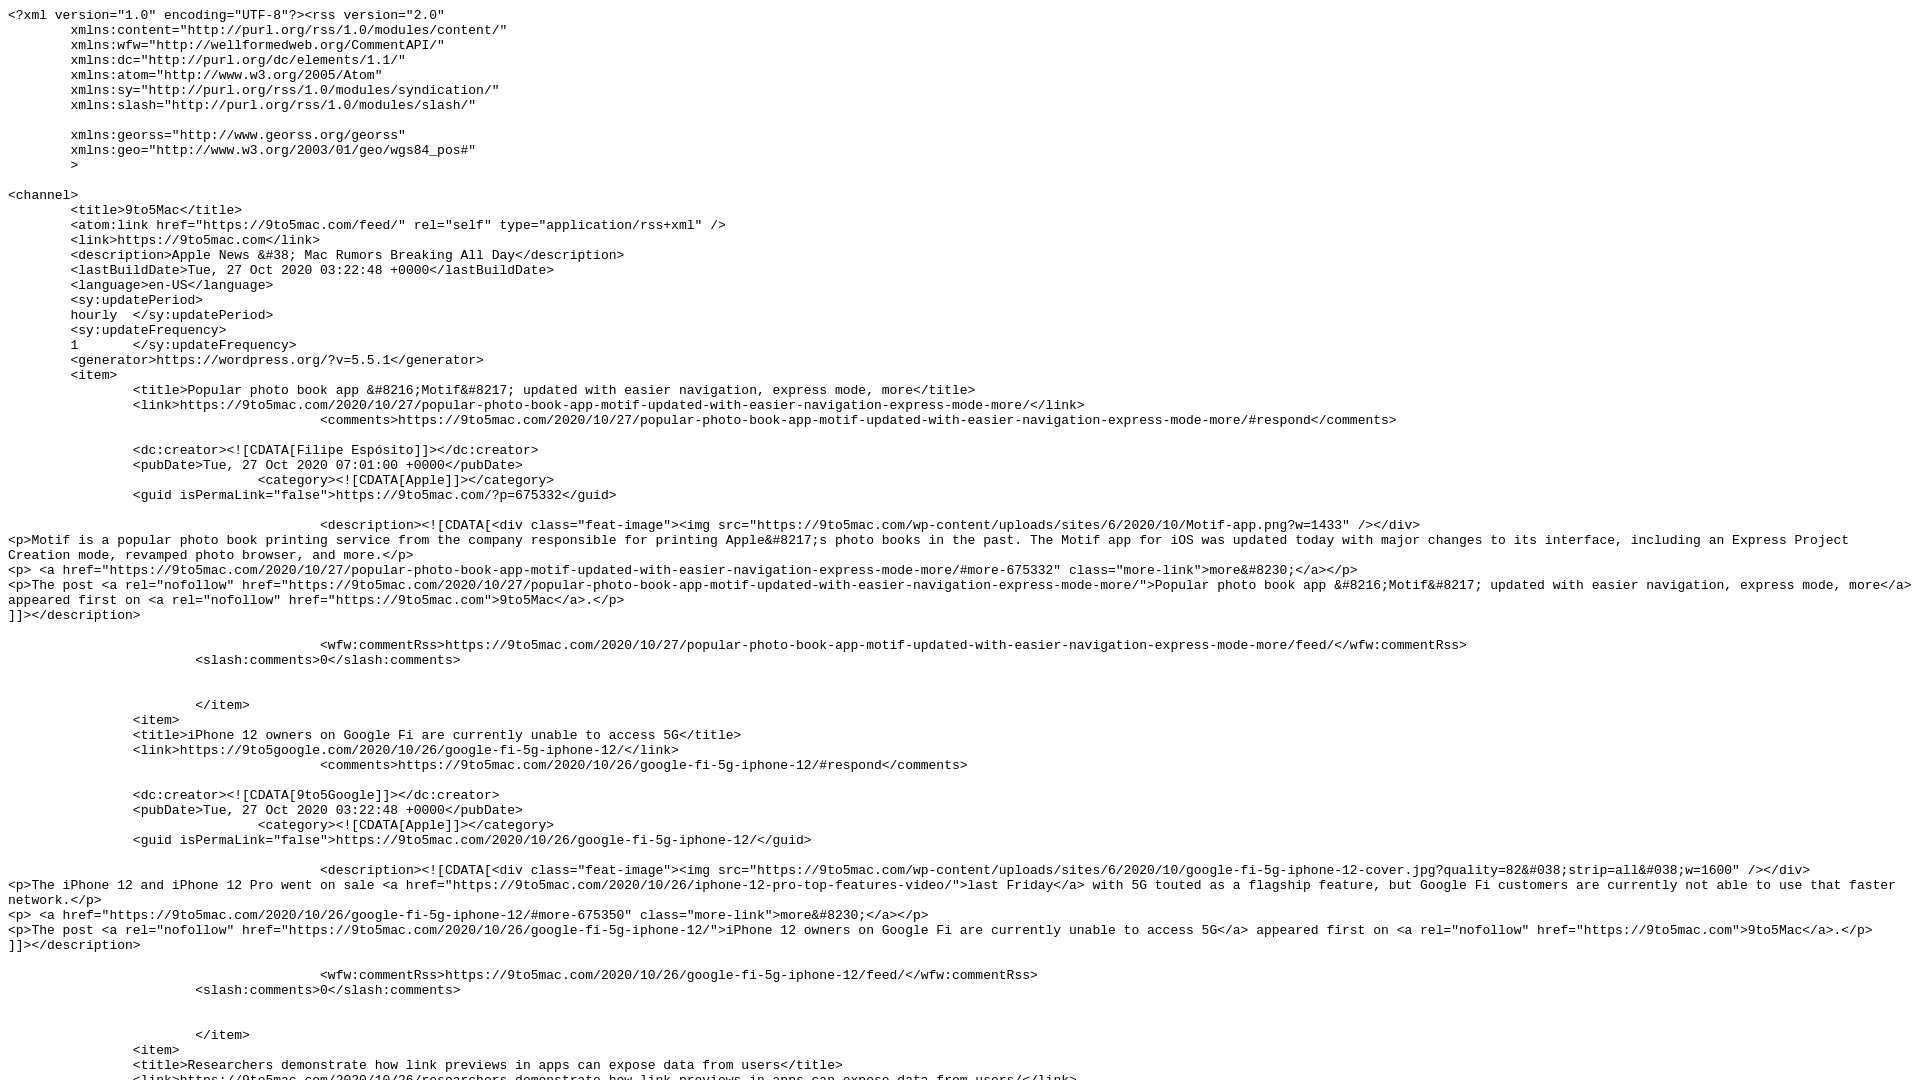 <?xml version="1.0" encoding="UTF-8"?><rss version="2.0"
xmlns:content="http://purl.org/rss/1.0/modules/content/"
xmlns:wfw="http://wellformedweb.org/CommentAPI/"
xmlns:dc="http://purl.org/dc/elements/1.1/"
xmlns:atom="http://www.w3.org/2005/Atom"
xmlns:sy="http://purl.org/rss/1.0/modules/syndication/"
xmlns:slash="http://purl.org/rss/1.0/modules/slash/"
xmlns:georss="http://www.georss.org/georss"
xmlns:geo="http://www.w3.org/2003/01/geo/wgs84_pos#"
>
<channel>
<title>9to5Mac</title>
<atom:link href="https://9to5mac.com/feed/" rel="self" type="application/rss+xml" />
<link>https://9to5mac.com</link>
<description>Apple News &#38; Mac Rumors Breaking All Day</description>
<lastBuildDate>Tue, 27 Oct 2020 03:22:48 +0000</lastBuildDate>
<language>en-US</language>
<sy:updatePeriod>
hourly </sy:updatePeriod>
<sy:updateFrequency>
1 </sy:updateFrequency>
<generator>https://wordpress.org/?v=5.5.1</generator>
<item>
<title>Popular photo book app &#8216;Motif&#8217; updated with easier navigation, express mode, more</title>
<link>https://9to5mac.com/2020/10/27/popular-photo-book-app-motif-updated-with-easier-navigation-express-mode-more/</link>
<comments>https://9to5mac.com/2020/10/27/popular-photo-book-app-motif-updated-with-easier-navigation-express-mode-more/#respond</comments>
<dc:creator><![CDATA[Filipe Espósito]]></dc:creator>
<pubDate>Tue, 27 Oct 2020 07:01:00 +0000</pubDate>
<category><![CDATA[Apple]]></category>
<guid isPermaLink="false">https://9to5mac.com/?p=675332</guid>
<description><![CDATA[<div class="feat-image"><img src="https://9to5mac.com/wp-content/uploads/sites/6/2020/10/Motif-app.png?w=1433" /></div>
<p>Motif is a popular photo book printing service from the company responsible for printing Apple&#8217;s photo books in the past. The Motif app for iOS was updated today with major changes to its interface, including an Express Project
Creation mode, revamped photo browser, and more.</p>
<p> <a href="https://9to5mac.com/2020/10/27/popular-photo-book-app-motif-updated-with-easier-navigation-express-mode-more/#more-675332" class="more-link">more&#8230;</a></p>
<p>The post <a rel="nofollow" href="https://9to5mac.com/2020/10/27/popular-photo-book-app-motif-updated-with-easier-navigation-express-mode-more/">Popular photo book app &#8216;Motif&#8217; updated with easier navigation, express mode, more</a>
appeared first on <a rel="nofollow" href="https://9to5mac.com">9to5Mac</a>.</p>
]]></description>
<wfw:commentRss>https://9to5mac.com/2020/10/27/popular-photo-book-app-motif-updated-with-easier-navigation-express-mode-more/feed/</wfw:commentRss>
<slash:comments>0</slash:comments>
</item>
<item>
<title>iPhone 12 owners on Google Fi are currently unable to access 5G</title>
<link>https://9to5google.com/2020/10/26/google-fi-5g-iphone-12/</link>
<comments>https://9to5mac.com/2020/10/26/google-fi-5g-iphone-12/#respond</comments>
<dc:creator><![CDATA[9to5Google]]></dc:creator>
<pubDate>Tue, 27 Oct 2020 03:22:48 +0000</pubDate>
<category><![CDATA[Apple]]></category>
<guid isPermaLink="false">https://9to5mac.com/2020/10/26/google-fi-5g-iphone-12/</guid>
<description><![CDATA[<div class="feat-image"><img src="https://9to5mac.com/wp-content/uploads/sites/6/2020/10/google-fi-5g-iphone-12-cover.jpg?quality=82&#038;strip=all&#038;w=1600" /></div>
<p>The iPhone 12 and iPhone 12 Pro went on sale <a href="https://9to5mac.com/2020/10/26/iphone-12-pro-top-features-video/">last Friday</a> with 5G touted as a flagship feature, but Google Fi customers are currently not able to use that faster
network.</p>
<p> <a href="https://9to5mac.com/2020/10/26/google-fi-5g-iphone-12/#more-675350" class="more-link">more&#8230;</a></p>
<p>The post <a rel="nofollow" href="https://9to5mac.com/2020/10/26/google-fi-5g-iphone-12/">iPhone 12 owners on Google Fi are currently unable to access 5G</a> appeared first on <a rel="nofollow" href="https://9to5mac.com">9to5Mac</a>.</p>
]]></description>
<wfw:commentRss>https://9to5mac.com/2020/10/26/google-fi-5g-iphone-12/feed/</wfw:commentRss>
<slash:comments>0</slash:comments>
</item>
<item>
<title>Researchers demonstrate how link previews in apps can expose data from users</title>
<link>https://9to5mac.com/2020/10/26/researchers-demonstrate-how-link-previews-in-apps-can-expose-data-from-users/</link>